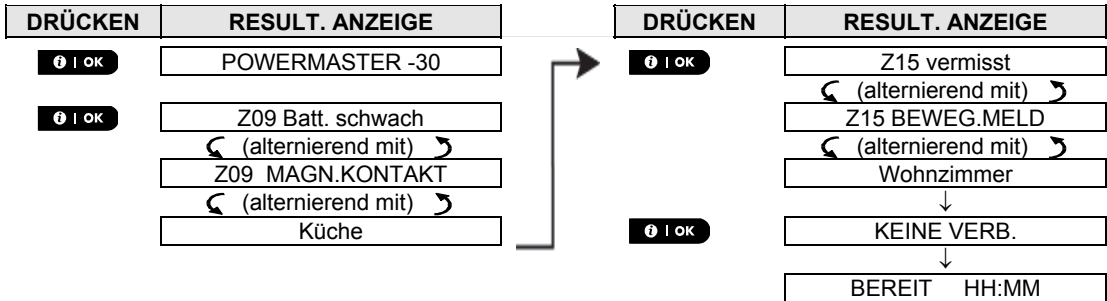 DRÜCKEN RESULT. ANZEIGE
OK POWERMASTER -30
OK Z09 Batt. schwach
(alternierend mit)
Z09 MAGN.KONTAKT
(alternierend mit)
Küche
DRÜCKEN RESULT. ANZEIGE
OK Z15 vermisst
(alternierend mit)
Z15 BEWEG.MELD
(alternierend mit)
Wohnzimmer
OK KEINE VERB.
BEREIT HH:MM